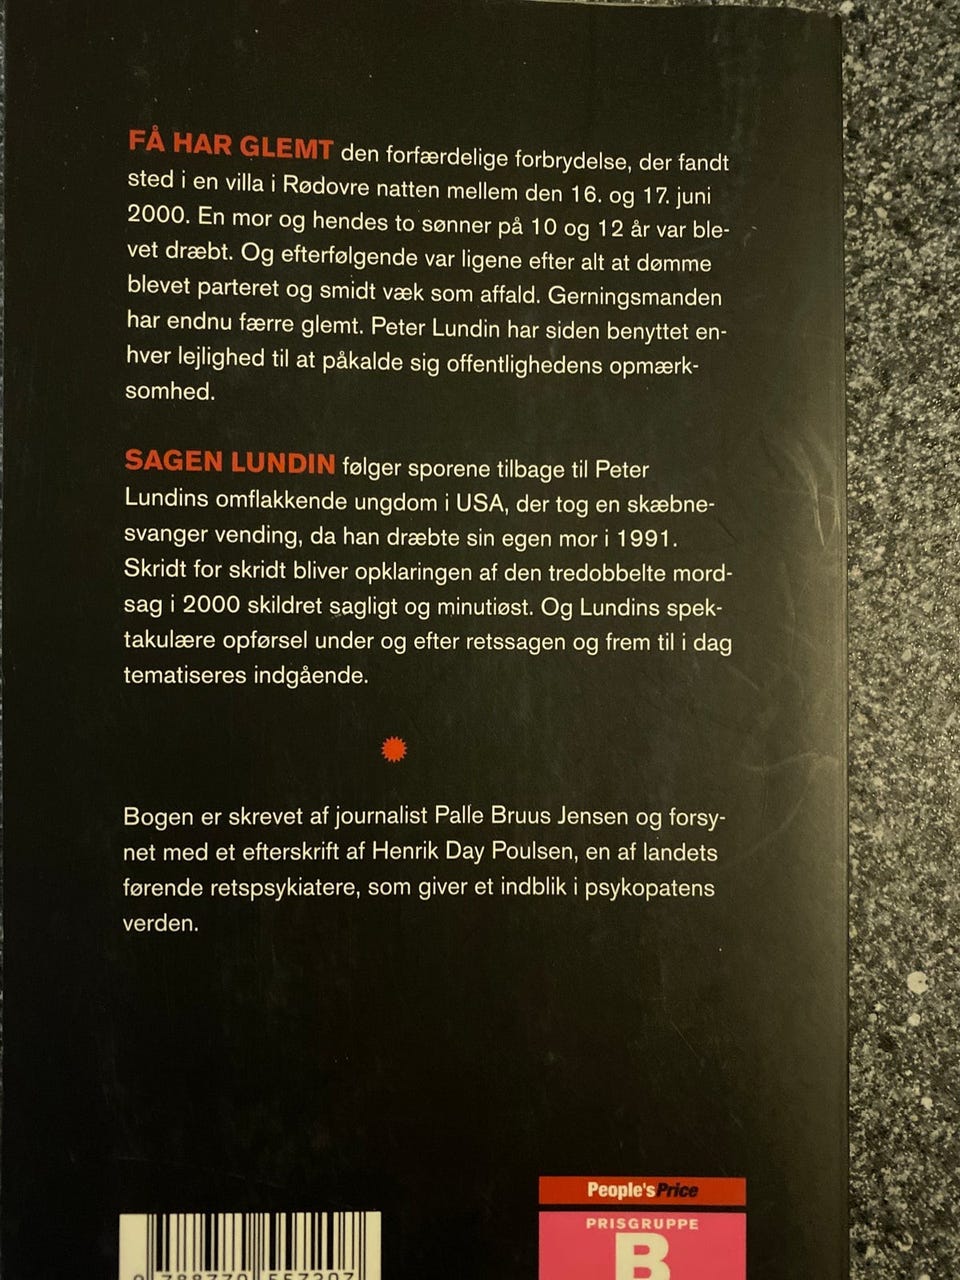 FÅ HAR GLEMT den forfærdelige forbrydelse, der fandt
sted i en villa i Rødovre natten mellem den 16. og 17. juni
2000. En mor og hendes to sønner på 10 og 12 år var ble-
vet dræbt. Og efterfølgende var ligene efter alt at dømme
blevet parteret og smidt væk som affald. Gerningsmanden
har endnu færre glemt. Peter Lundin har siden benyttet en-
hver lejlighed til at påkalde sig offentlighedens opmærk-
somhed.
SAGEN LUNDIN følger sporene tilbage til Peter
Lundins omflakkende ungdom i USA, der tog en skæbne-
svanger vending, da han dræbte sin egen mor i 1991.
Skridt for skridt bliver opklaringen af den tredobbelte mord-
sag i 2000 skildret sagligt og minutiøst. Og Lundins spek-
takulære opførsel under og efter retssagen og frem til i dag
tematiseres indgående.
Bogen er skrevet af journalist Palle Bruus Jensen og forsy-
net med et efterskrift af Henrik Day Poulsen, en af landets
førende retspsykiatere, som giver et indblik i psykopatens
verden.
People'sPrice
PRISGRUPPE
B